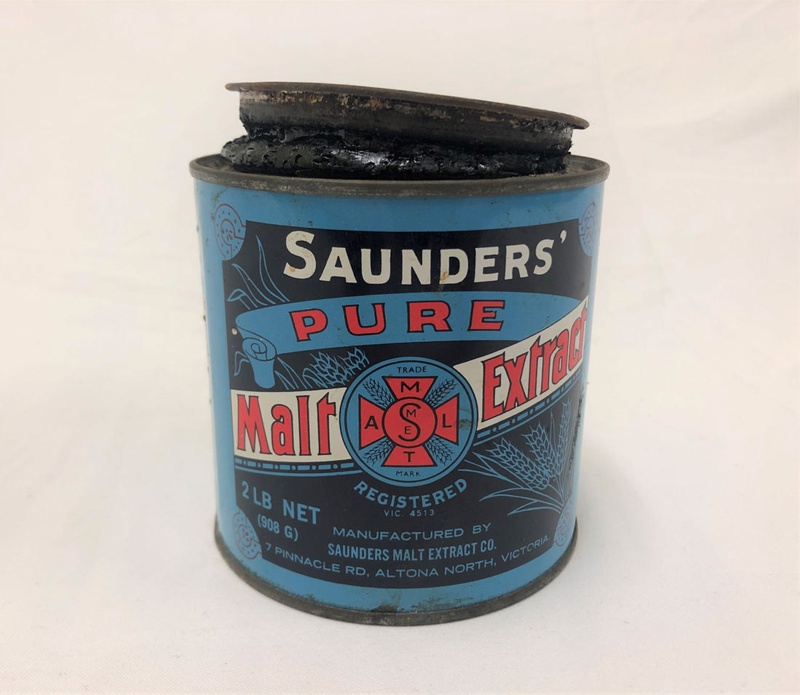 SAUNDERS'
PURE
Malt Extract
TRADE
M
A S L
M
E
T
MARK
REGISTERED
VIC. 4513
2 LB NET
(908 G)
MANUFACTURED BY
SAUNDERS MALT EXTRACT CO.
7 PINNACLE RD, ALTONA NORTH, VICTORIA.